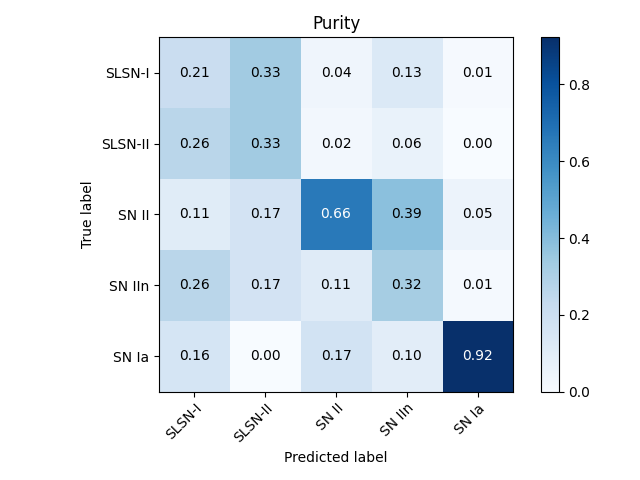 Purity
SLSN-I 0.21 0.33 0.04 0.13 0.01
SLSN-II 0.26 0.33 0.02 0.06 0.00
SN II 0.11 0.17 0.66 0.39 0.05
SN IIn 0.26 0.17 0.11 0.32 0.01
SN Ia 0.16 0.00 0.17 0.10 0.92
SLSN-I SLSN-II SN II SN IIn SN Ia
Predicted label
True label
0.8
0.6
0.4
0.2
0.0